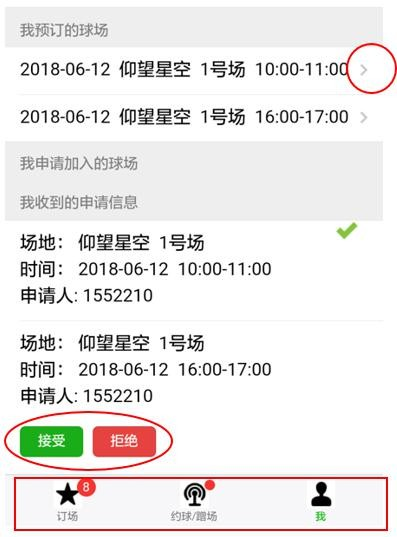 我预订的球场
2018-06-12 仰望星空 1号场 10:00-11:00
2018-06-12 仰望星空 1号场 16:00-17:00
我申请加入的球场
我收到的申请信息
场地： 仰望星空 1号场
时间： 2018-06-12 10:00-11:00
申请人: 1552210
场地： 仰望星空 1号场
时间： 2018-06-12 16:00-17:00
申请人: 1552210
接受 拒绝
8
订场 约球/蹭场 我